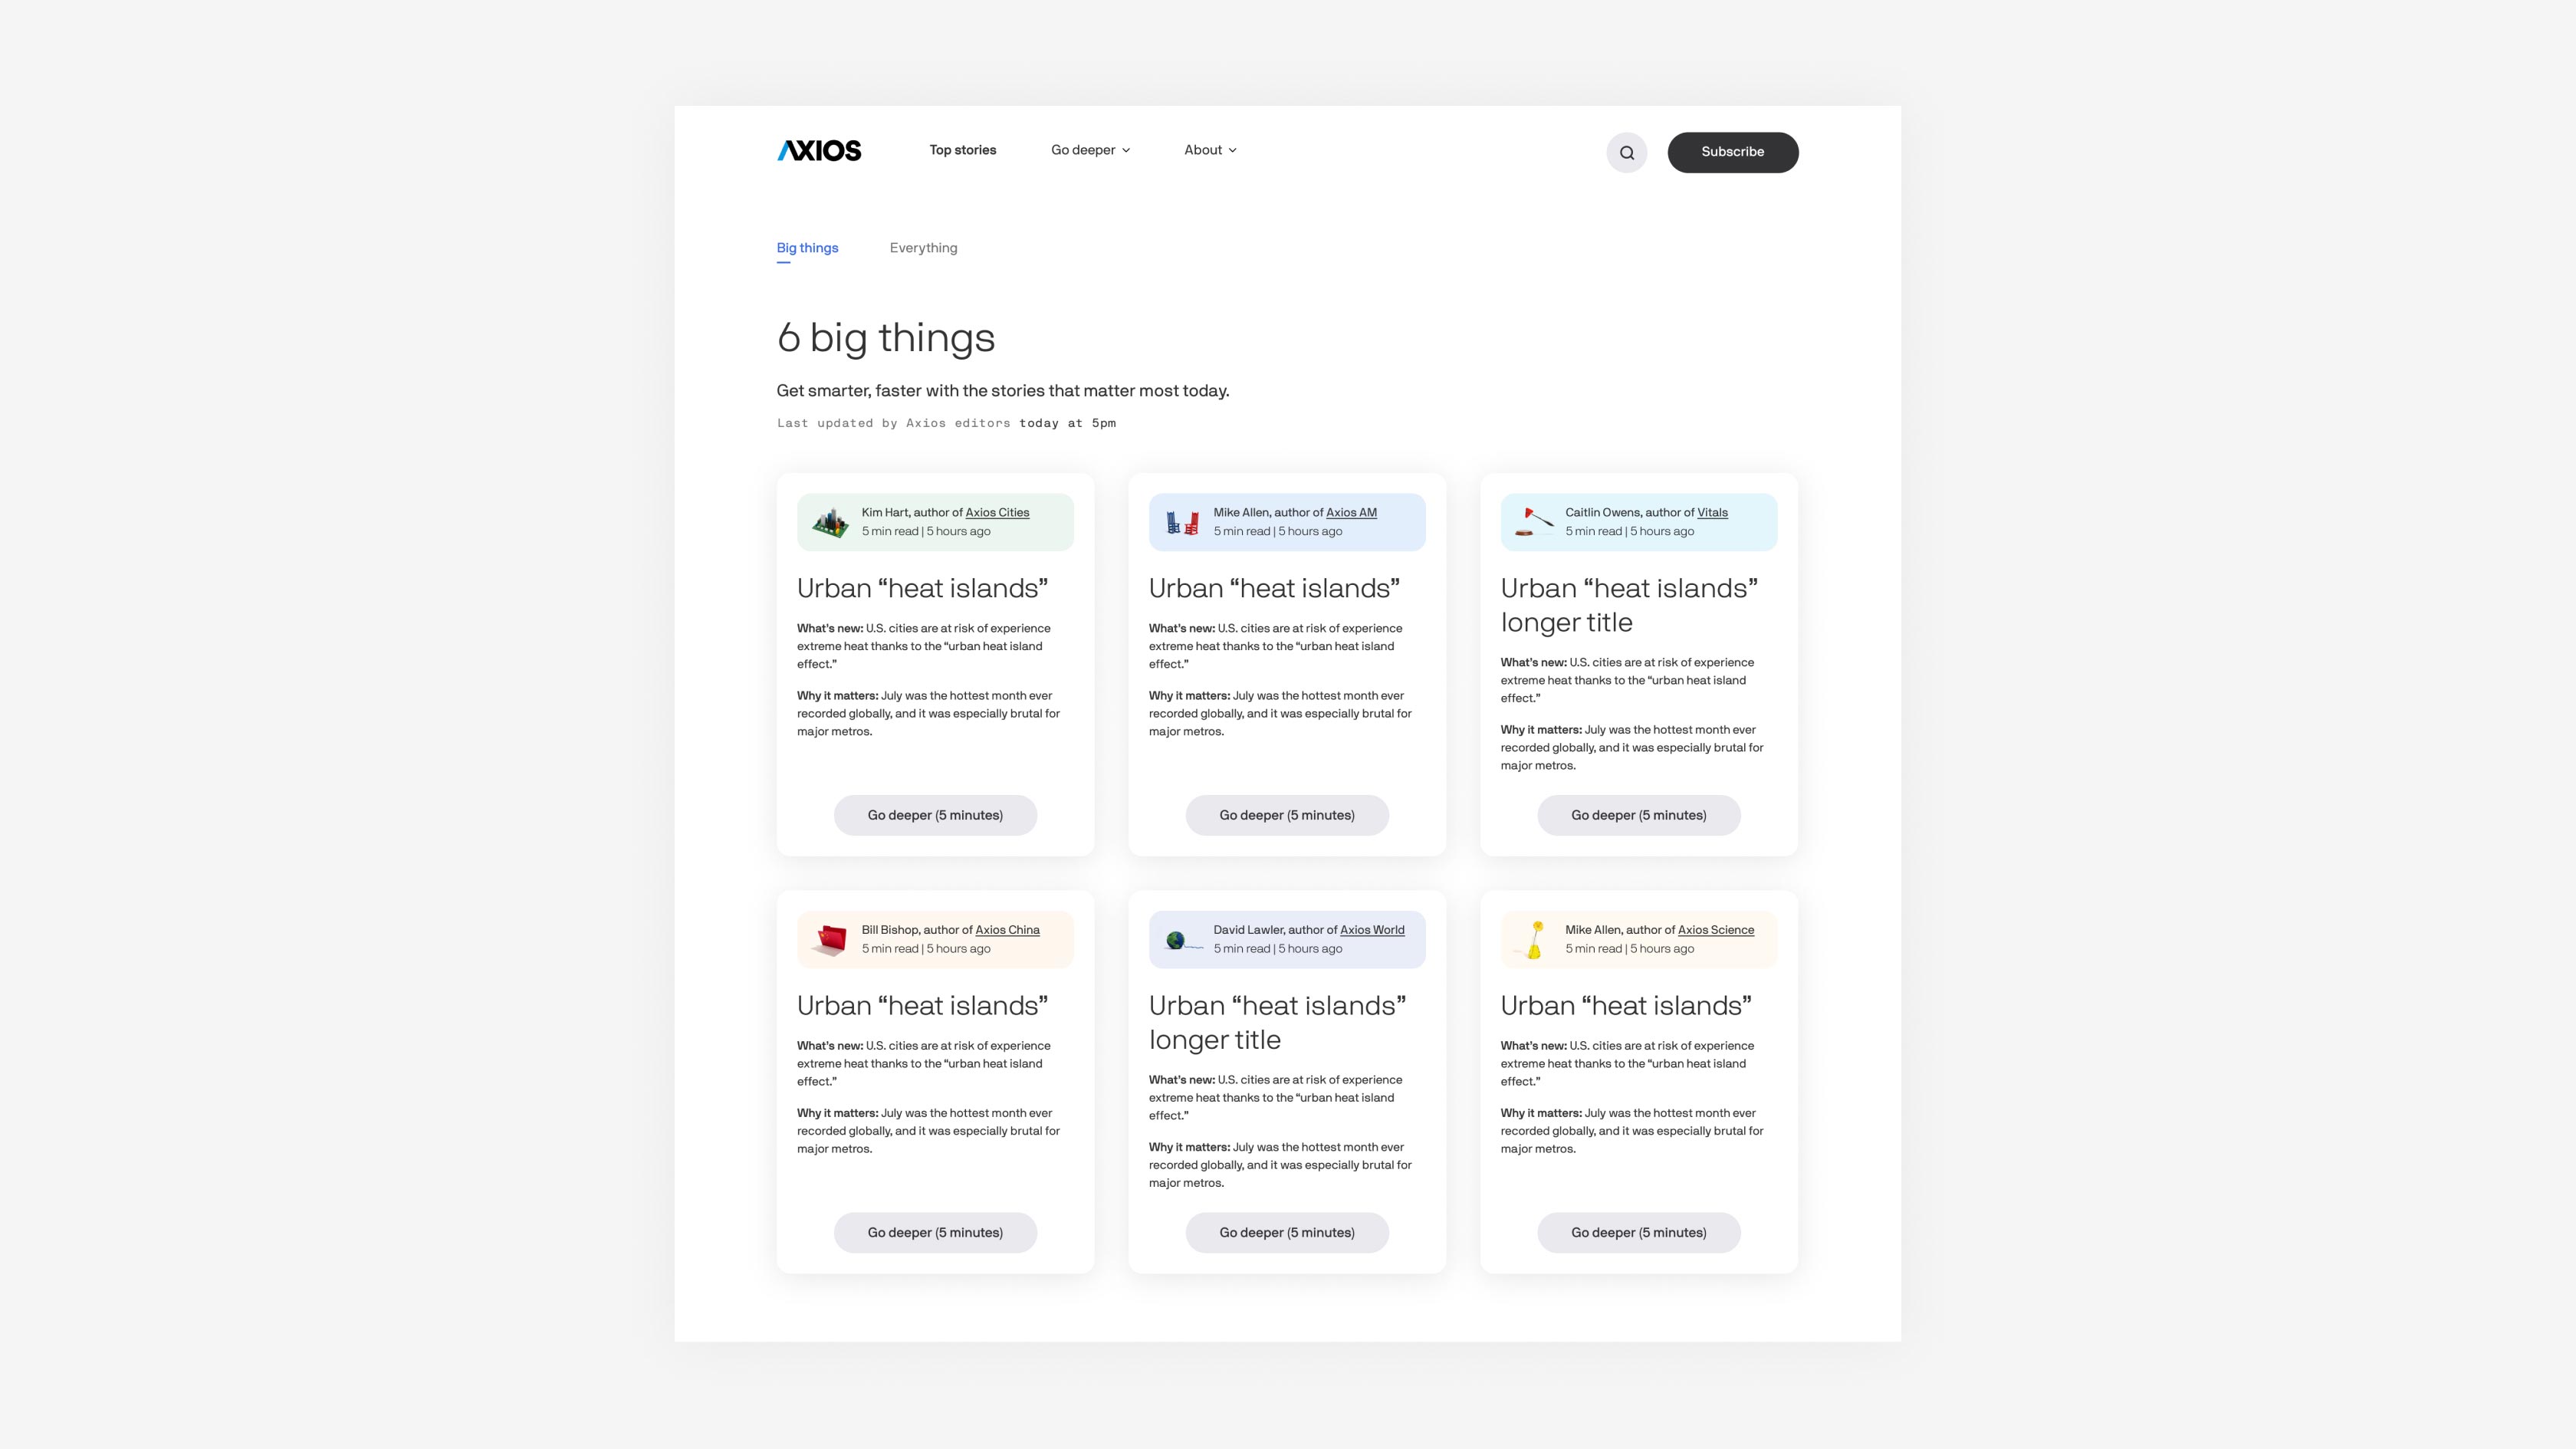 AXIOS
Top stories
Go deeper
About
Subscribe
Big things
Everything
6 big things
Get smarter, faster with the stories that matter most today.
Last updated by Axios editors today at 5pm
Kim Hart, author of Axios Cities
5 min read | 5 hours ago
Urban “heat islands”
What’s new: U.S. cities are at risk of experience
extreme heat thanks to the “urban heat island
effect.”
Why it matters: July was the hottest month ever
recorded globally, and it was especially brutal for
major metros.
Go deeper (5 minutes)
Mike Allen, author of Axios AM
5 min read | 5 hours ago
Urban “heat islands”
What’s new: U.S. cities are at risk of experience
extreme heat thanks to the “urban heat island
effect.”
Why it matters: July was the hottest month ever
recorded globally, and it was especially brutal for
major metros.
Go deeper (5 minutes)
Caitlin Owens, author of Vitals
5 min read | 5 hours ago
Urban “heat islands”
longer title
What’s new: U.S. cities are at risk of experience
extreme heat thanks to the “urban heat island
effect.”
Why it matters: July was the hottest month ever
recorded globally, and it was especially brutal for
major metros.
Go deeper (5 minutes)
Bill Bishop, author of Axios China
5 min read | 5 hours ago
Urban “heat islands”
What’s new: U.S. cities are at risk of experience
extreme heat thanks to the “urban heat island
effect.”
Why it matters: July was the hottest month ever
recorded globally, and it was especially brutal for
major metros.
Go deeper (5 minutes)
David Lawler, author of Axios World
5 min read | 5 hours ago
Urban “heat islands”
longer title
What’s new: U.S. cities are at risk of experience
extreme heat thanks to the “urban heat island
effect.”
Why it matters: July was the hottest month ever
recorded globally, and it was especially brutal for
major metros.
Go deeper (5 minutes)
Mike Allen, author of Axios Science
5 min read | 5 hours ago
Urban “heat islands”
What’s new: U.S. cities are at risk of experience
extreme heat thanks to the “urban heat island
effect.”
Why it matters: July was the hottest month ever
recorded globally, and it was especially brutal for
major metros.
Go deeper (5 minutes)